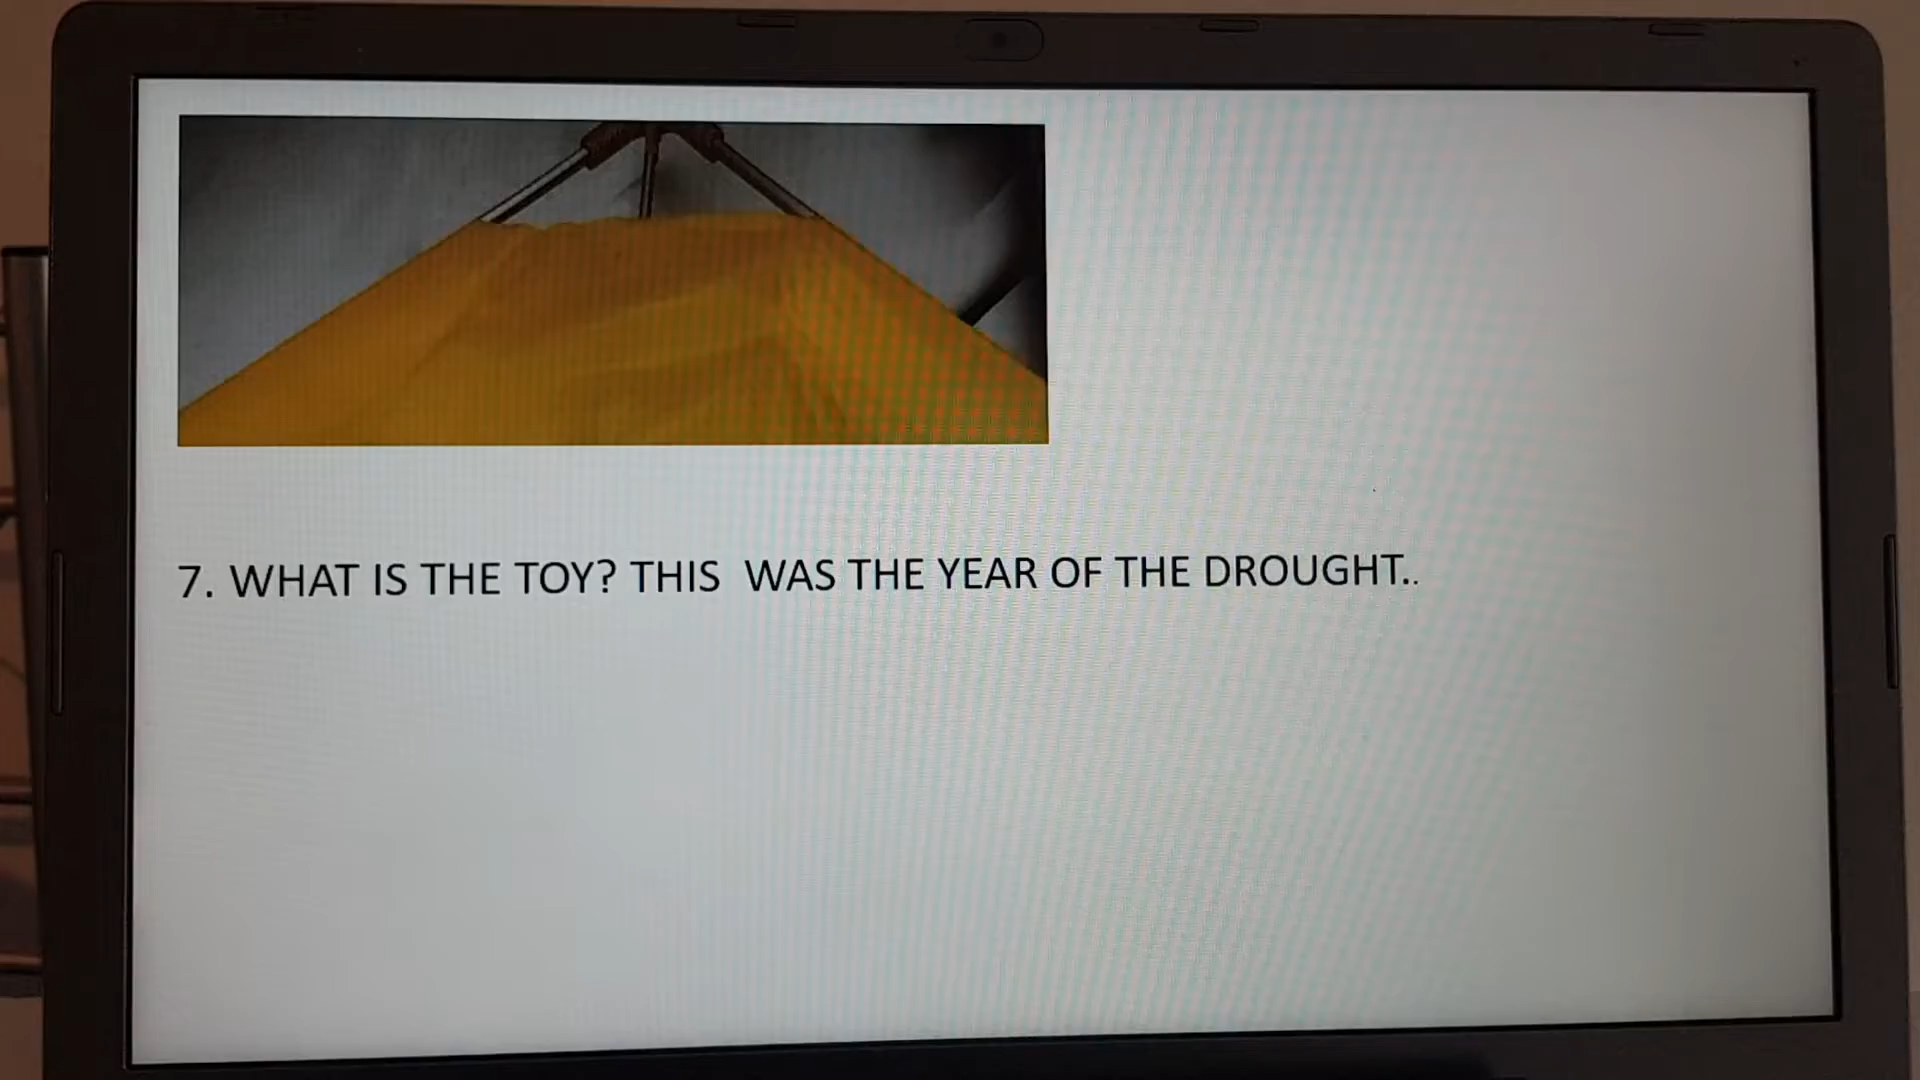 7. WHAT IS THE TOY? THIS  WAS THE YEAR OF THE DROUGHT..